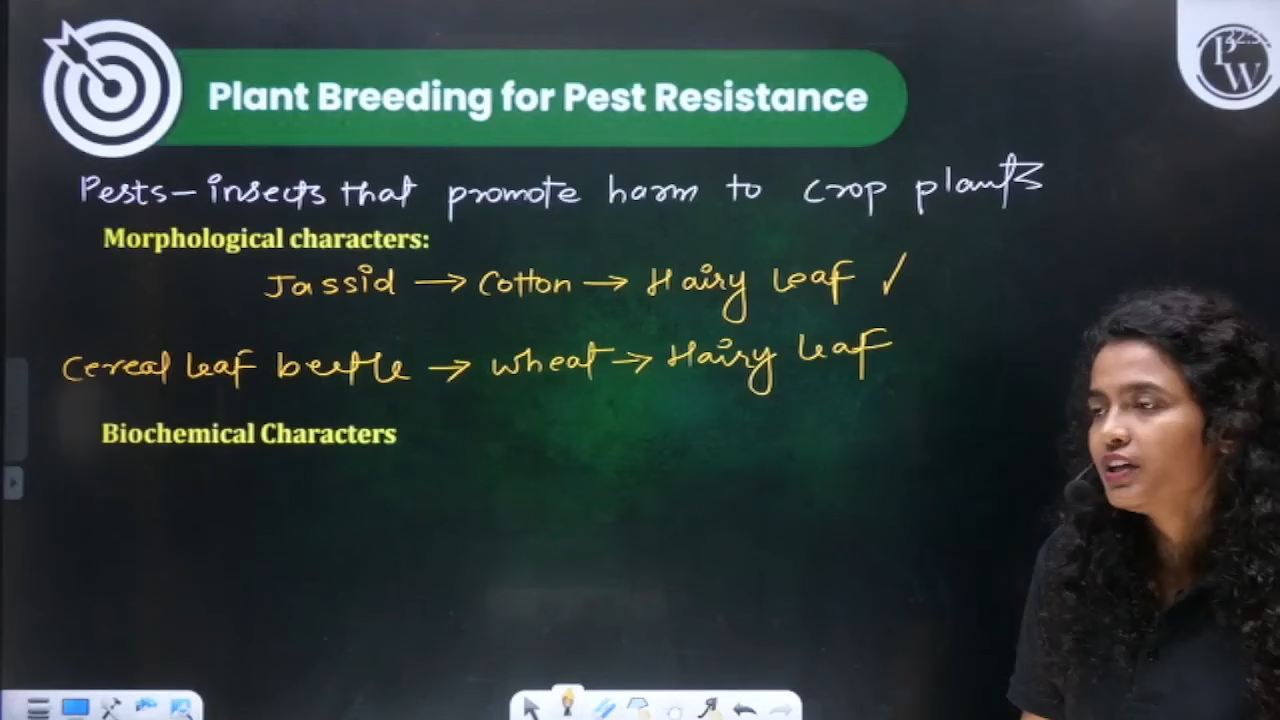 Plant Breeding for Pest Resistance
PW
Pests - insects that promote harm to crop plants
Morphological characters:
Jassid → Cotton → Hairy leaf ✓
Cereal leaf beetle → wheat → Hairy leaf
Biochemical Characters